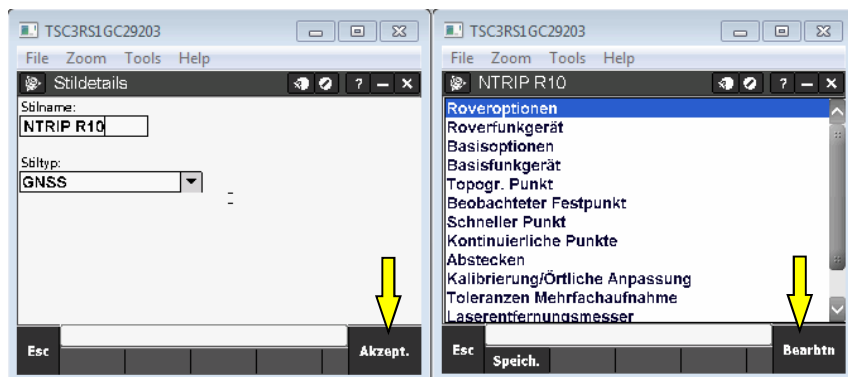 TSC3RS1GC29203
File Zoom Tools Help
Stildetails
? – ×
Stilname:
NTRIP R10
Stiltyp:
GNSS
Esc
Akzept.
TSC3RS1GC29203
File Zoom Tools Help
NTRIP R10
? – ×
Roveroptionen
Roverfunkgerät
Basisoptionen
Basisfunkgerät
Topogr. Punkt
Beobachteter Festpunkt
Schneller Punkt
Kontinuierliche Punkte
Abstecken
Kalibrierung/Örtliche Anpassung
Toleranzen Mehrfachaufnahme
Laserentfernungsmesser
Esc
Speich.
Bearbtn